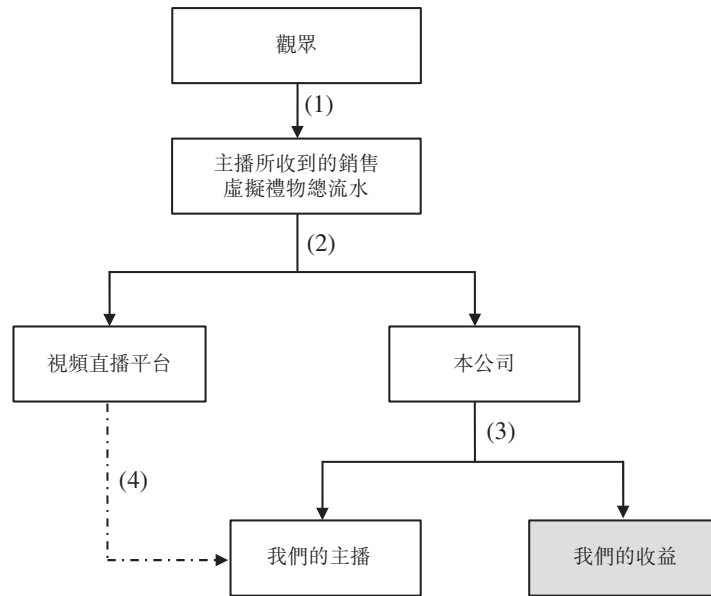 觀眾
(1)
主播所收到的銷售
虛擬禮物總流水
(2)
視頻直播平台
本公司
(3)
(4)
我們的主播
我們的收益